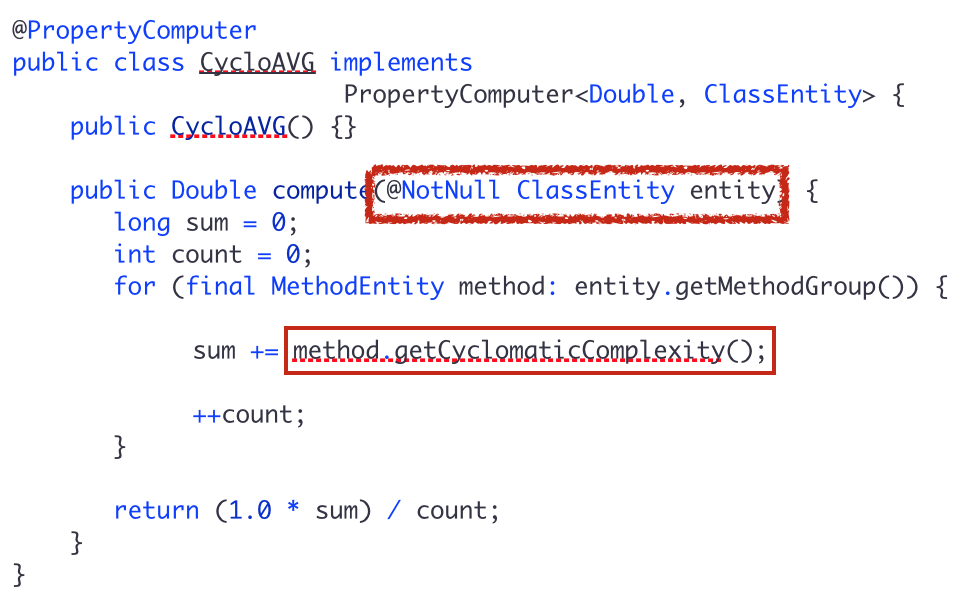 @PropertyComputer
public class CycloAVG implements
PropertyComputer<Double, ClassEntity> {
public CycloAVG() {}
public Double compute(@NotNull ClassEntity entity) {
long sum = 0;
int count = 0;
for (final MethodEntity method: entity.getMethodGroup()) {
sum += method.getCyclomaticComplexity();
++count;
}
return (1.0 * sum) / count;
}
}